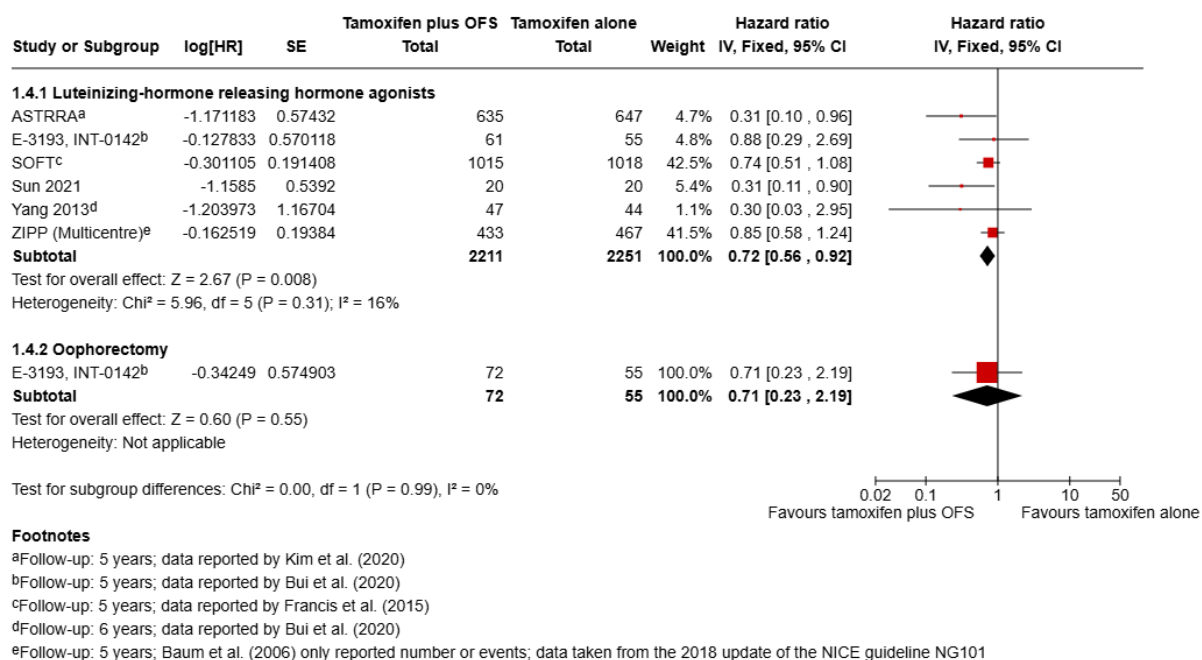 Tamoxifen plus OFS Tamoxifen alone Hazard ratio Hazard ratio
Study or Subgroup log[HR] SE Total Total Weight IV, Fixed, 95% CI IV, Fixed, 95% CI
1.4.1 Luteinizing-hormone releasing hormone agonists
ASTRRAᵃ -1.171183 0.57432 635 647 4.7% 0.31 [0.10 , 0.96]
E-3193, INT-0142ᵇ -0.127833 0.570118 61 55 4.8% 0.88 [0.29 , 2.69]
SOFTᶜ -0.301105 0.191408 1015 1018 42.5% 0.74 [0.51 , 1.08]
Sun 2021 -1.1585 0.5392 20 20 5.4% 0.31 [0.11 , 0.90]
Yang 2013ᵈ -1.203973 1.16704 47 44 1.1% 0.30 [0.03 , 2.95]
ZIPP (Multicentre)ᵉ -0.162519 0.19384 433 467 41.5% 0.85 [0.58 , 1.24]
Subtotal 2211 2251 100.0% 0.72 [0.56 , 0.92]
Test for overall effect: Z = 2.67 (P = 0.008)
Heterogeneity: Chi² = 5.96, df = 5 (P = 0.31); I² = 16%
1.4.2 Oophorectomy
E-3193, INT-0142ᵇ -0.34249 0.574903 72 55 100.0% 0.71 [0.23 , 2.19]
Subtotal 72 55 100.0% 0.71 [0.23 , 2.19]
Test for overall effect: Z = 0.60 (P = 0.55)
Heterogeneity: Not applicable
Test for subgroup differences: Chi² = 0.00, df = 1 (P = 0.99), I² = 0%
0.02 0.1 1 10 50
Favours tamoxifen plus OFS Favours tamoxifen alone
Footnotes
ᵃFollow-up: 5 years; data reported by Kim et al. (2020)
ᵇFollow-up: 5 years; data reported by Bui et al. (2020)
ᶜFollow-up: 5 years; data reported by Francis et al. (2015)
ᵈFollow-up: 6 years; data reported by Bui et al. (2020)
ᵉFollow-up: 5 years; Baum et al. (2006) only reported number or events; data taken from the 2018 update of the NICE guideline NG101